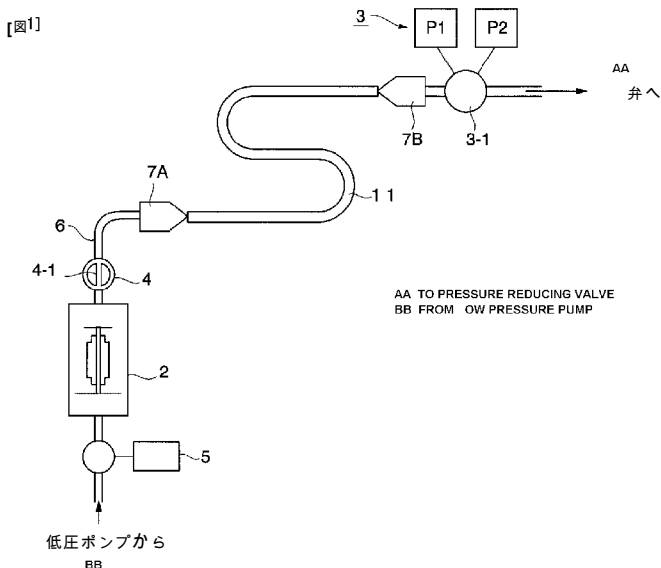 [図1]
3
P1
P2
AA
弁へ
7B
3-1
7A
11
6
4-1
4
AA TO PRESSURE REDUCING VALVE
BB FROM OW PRESSURE PUMP
2
5
低圧ポンプから
BB